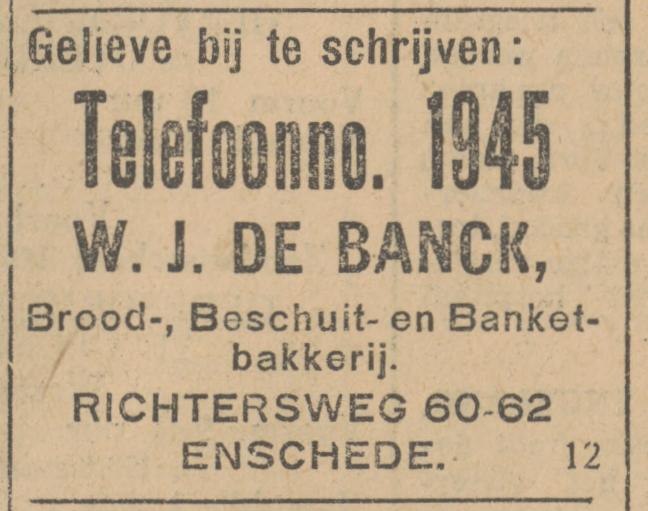 Gelieve bij te schrijven:
Telefoonno. 1945
W. J. DE BANCK,
Brood-, Beschuit- en Banket-
bakkerij.
RICHTERSWEG 60-62
ENSCHEDE. 12